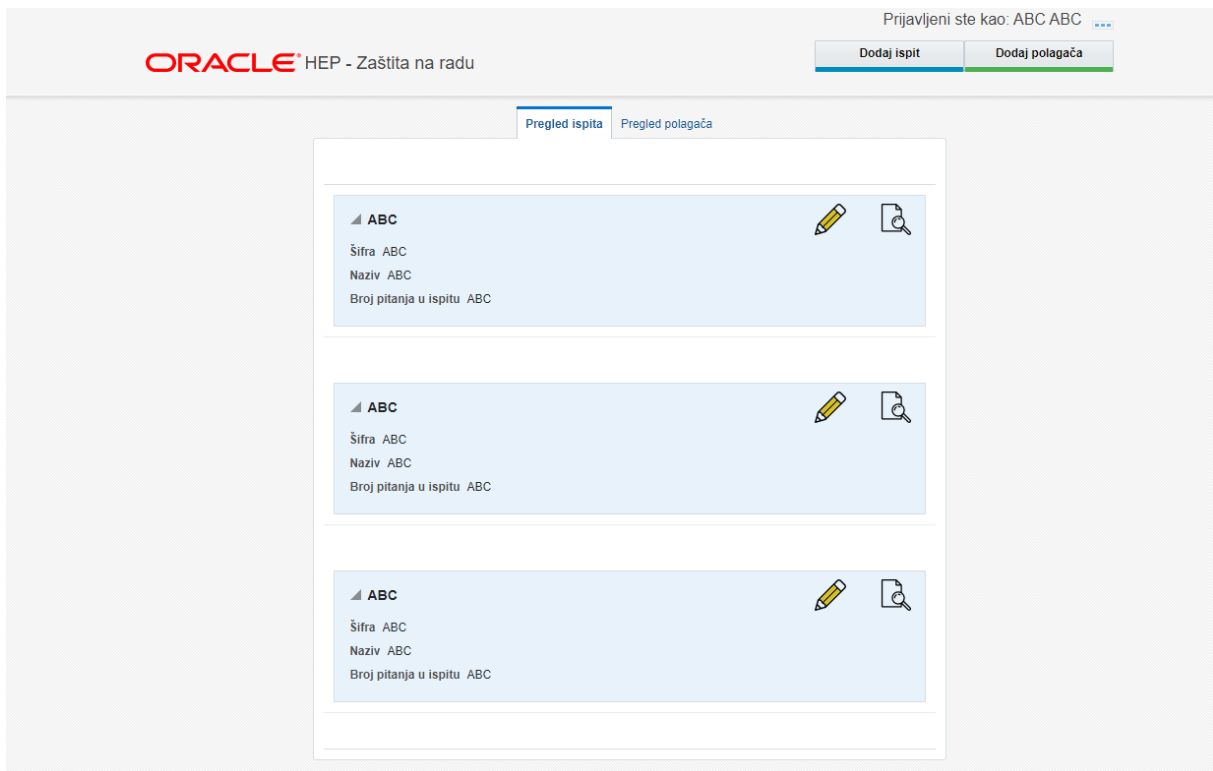 Prijavljeni ste kao: ABC ABC
ORACLE HEP - Zaštita na radu
Dodaj ispit
Dodaj polagača
Pregled ispita
Pregled polagača
ABC
Šifra ABC
Naziv ABC
Broj pitanja u ispitu ABC
ABC
Šifra ABC
Naziv ABC
Broj pitanja u ispitu ABC
ABC
Šifra ABC
Naziv ABC
Broj pitanja u ispitu ABC